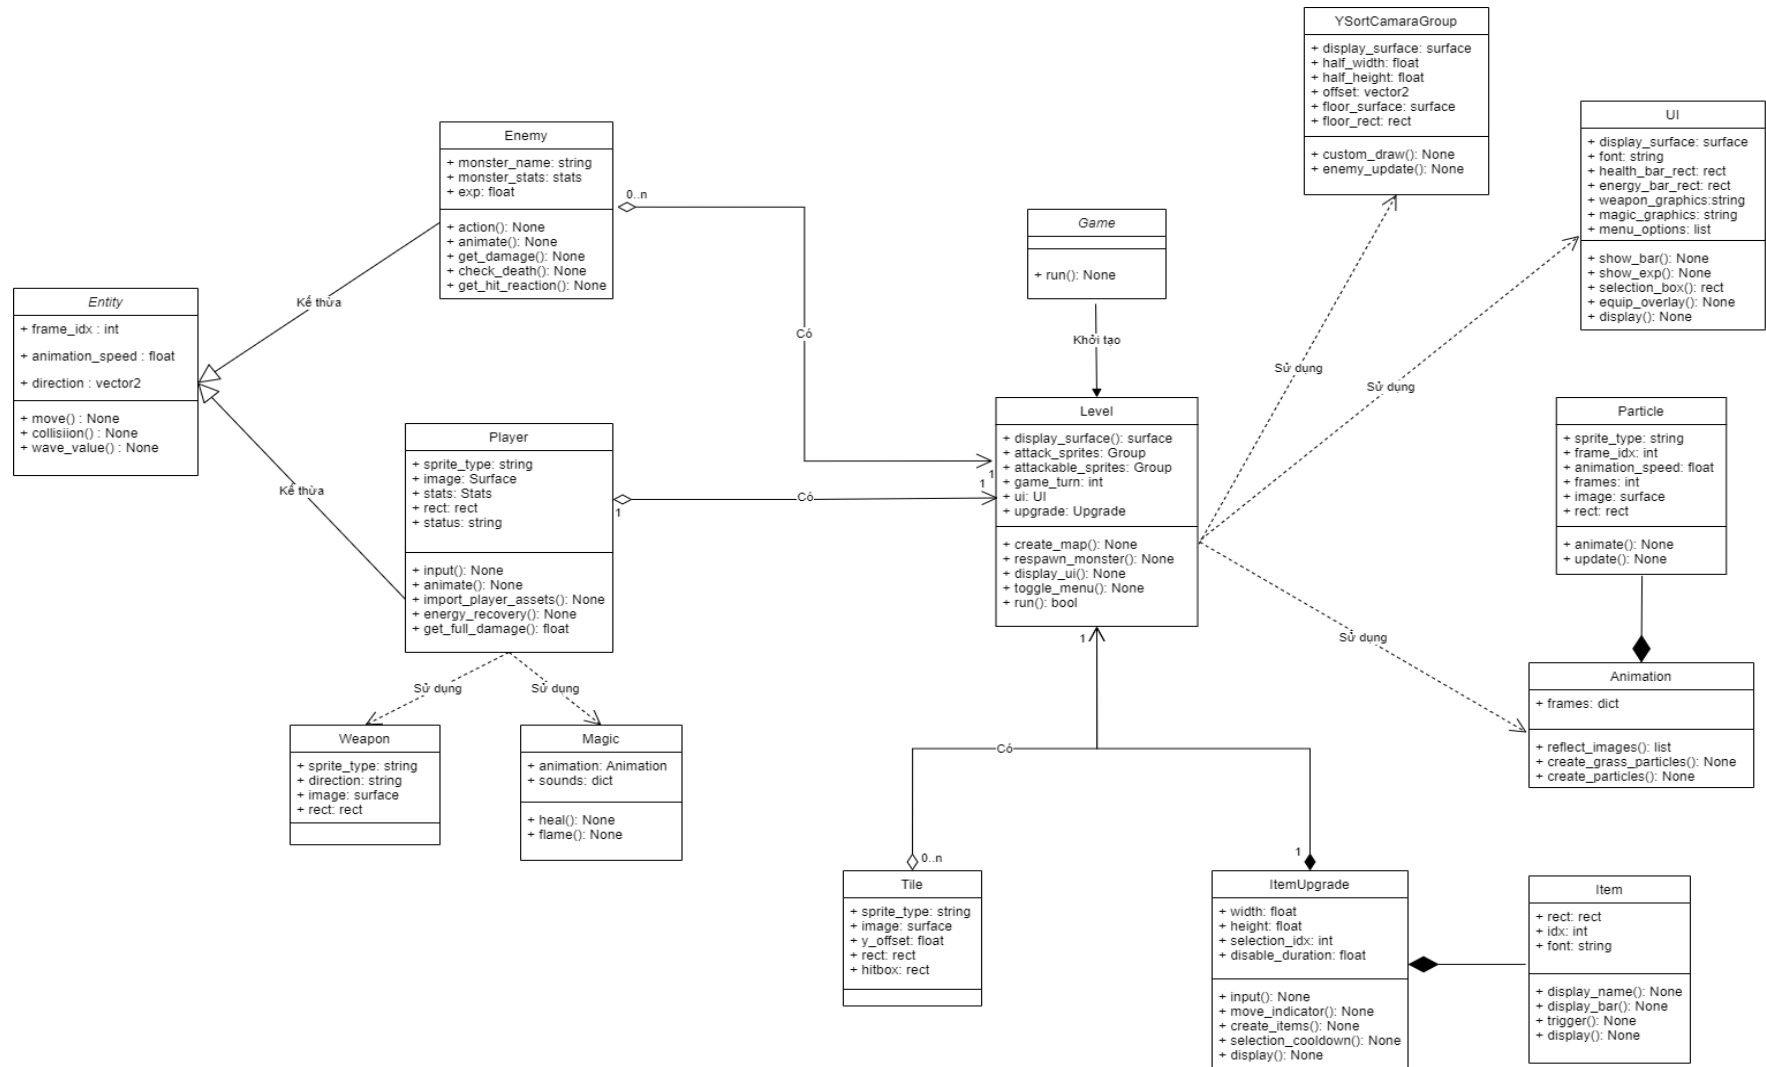 YSortCamaraGroup
+ display_surface: surface
+ half_width: float
+ half_height: float
+ offset: vector2
+ floor_surface: surface
+ floor_rect: rect
+ custom_draw(): None
+ enemy_update(): None
UI
+ display_surface: surface
+ font: string
+ health_bar_rect: rect
+ energy_bar_rect: rect
+ weapon_graphics:string
+ magic_graphics: string
+ menu_options: list
+ show_bar(): None
+ show_exp(): None
+ selection_box(): rect
+ equip_overlay(): None
+ display(): None
Enemy
+ monster_name: string
+ monster_stats: stats
+ exp: float
+ action(): None
+ animate(): None
+ get_damage(): None
+ check_death(): None
+ get_hit_reaction(): None
0..n
Game
+ run(): None
Khởi tạo
Entity
+ frame_idx : int
+ animation_speed : float
+ direction : vector2
+ move() : None
+ collisiion() : None
+ wave_value() : None
Kế thừa
Kế thừa
Có
Sử dụng
Sử dụng
Player
+ sprite_type: string
+ image: Surface
+ stats: Stats
+ rect: rect
+ status: string
+ input(): None
+ animate(): None
+ import_player_assets(): None
+ energy_recovery(): None
+ get_full_damage(): float
1
Có
1
1
Level
+ display_surface(): surface
+ attack_sprites: Group
+ attackable_sprites: Group
+ game_turn: int
+ ui: UI
+ upgrade: Upgrade
+ create_map(): None
+ respawn_monster(): None
+ display_ui(): None
+ toggle_menu(): None
+ run(): bool
1
Particle
+ sprite_type: string
+ frame_idx: int
+ animation_speed: float
+ frames: int
+ image: surface
+ rect: rect
+ animate(): None
+ update(): None
Sử dụng
Animation
+ frames: dict
+ reflect_images(): list
+ create_grass_particles(): None
+ create_particles(): None
Sử dụng
Sử dụng
Weapon
+ sprite_type: string
+ direction: string
+ image: surface
+ rect: rect
Magic
+ animation: Animation
+ sounds: dict
+ heal(): None
+ flame(): None
Có
0..n
1
Tile
+ sprite_type: string
+ image: surface
+ y_offset: float
+ rect: rect
+ hitbox: rect
ItemUpgrade
+ width: float
+ height: float
+ selection_idx: int
+ disable_duration: float
+ input(): None
+ move_indicator(): None
+ create_items(): None
+ selection_cooldown(): None
+ display(): None
Item
+ rect: rect
+ idx: int
+ font: string
+ display_name(): None
+ display_bar(): None
+ trigger(): None
+ display(): None